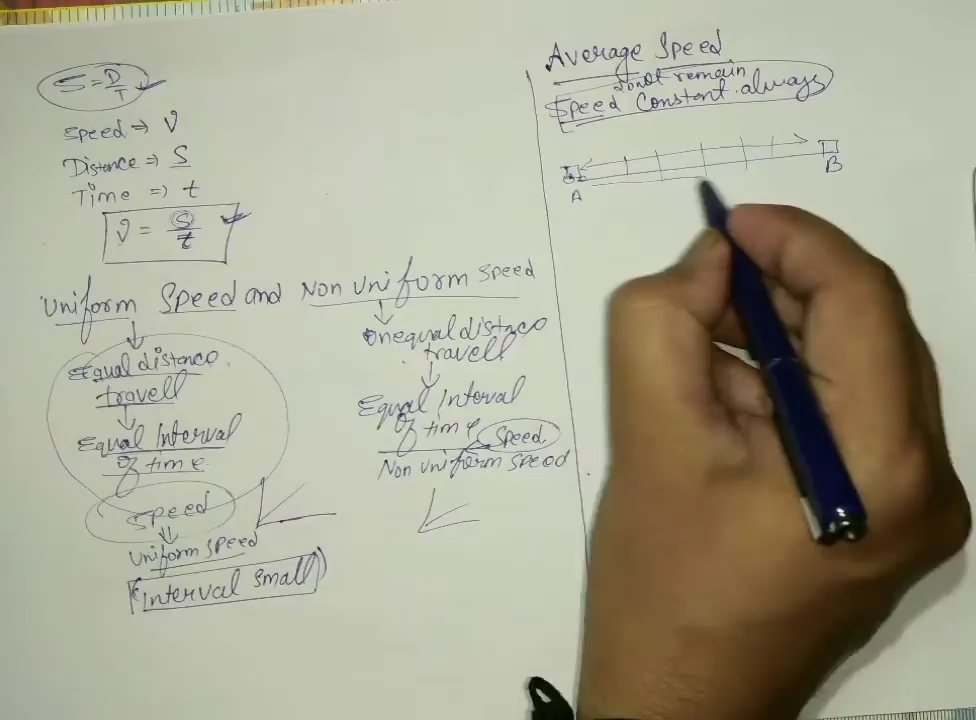 S = D/T
Speed => V
Distance => S
Time => t
V = S/t
Uniform Speed and Non Uniform Speed
Equal distance
travell
Equal Interval
of time
Speed
Uniform Speed
(Interval Small)
Unequal distnce
travell
Equal Interval
of time
Speed.
Non Uniform Speed
Average Speed
do not remain
Speed Constant always
A
B